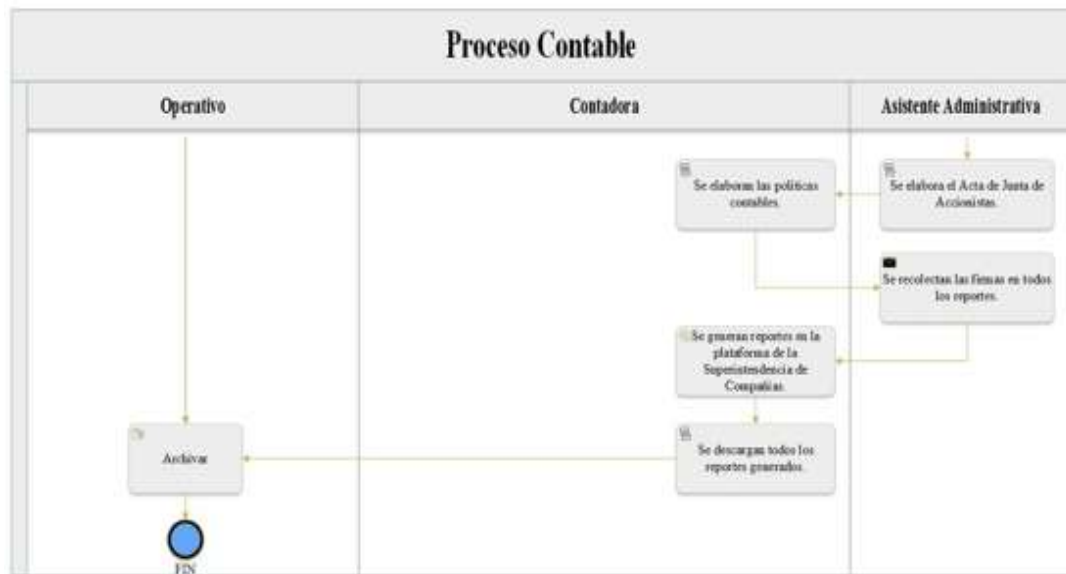 Proceso Contable
Operativo
Contadora
Asistente Administrativa
Se elaboran las políticas
contables.
Se elabora el Acta de Junta de
Accionistas.
Se recolectan las firmas en todos
los reportes.
Se generan reportes en la
plataforma de la
Superintendencia de
Compañías.
Archivar
Se descargan todos los
reportes generados.
FIN